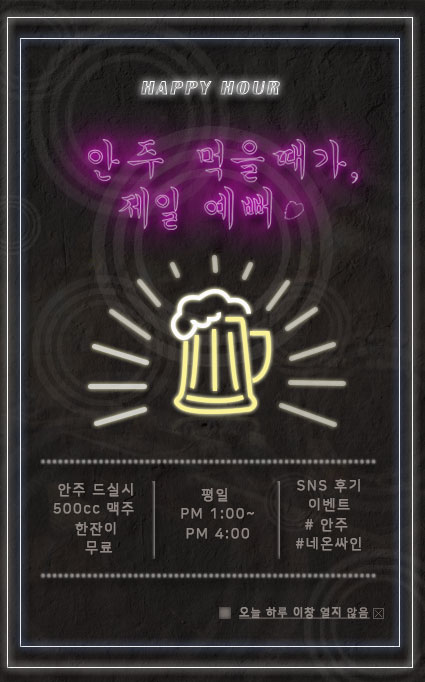 HAPPY HOUR
안주 먹을때가,
제일 예뻐♡
안주 드실시
500cc 맥주
한잔이
무료
평일
PM 1:00~
PM 4:00
SNS 후기
이벤트
# 안주
#네온싸인
오늘 하루 이창 열지 않음